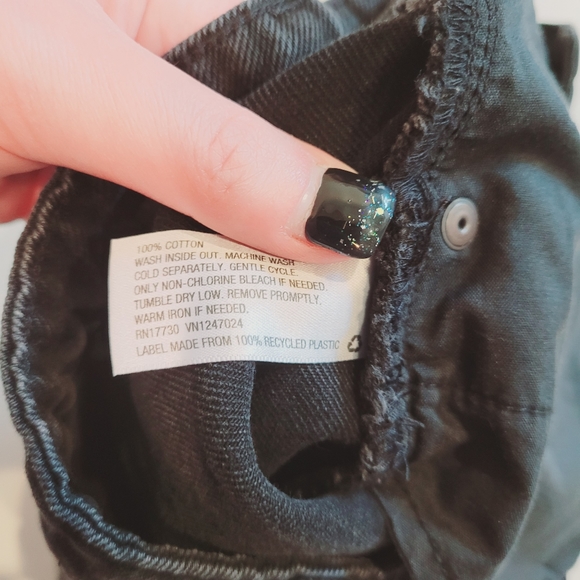 100% COTTON
WASH INSIDE OUT. MACHINE WASH
COLD SEPARATELY. GENTLE CYCLE.
ONLY NON-CHLORINE BLEACH IF NEEDED.
TUMBLE DRY LOW. REMOVE PROMPTLY.
WARM IRON IF NEEDED.
RN17730 VN1247024
LABEL MADE FROM 100% RECYCLED PLASTIC